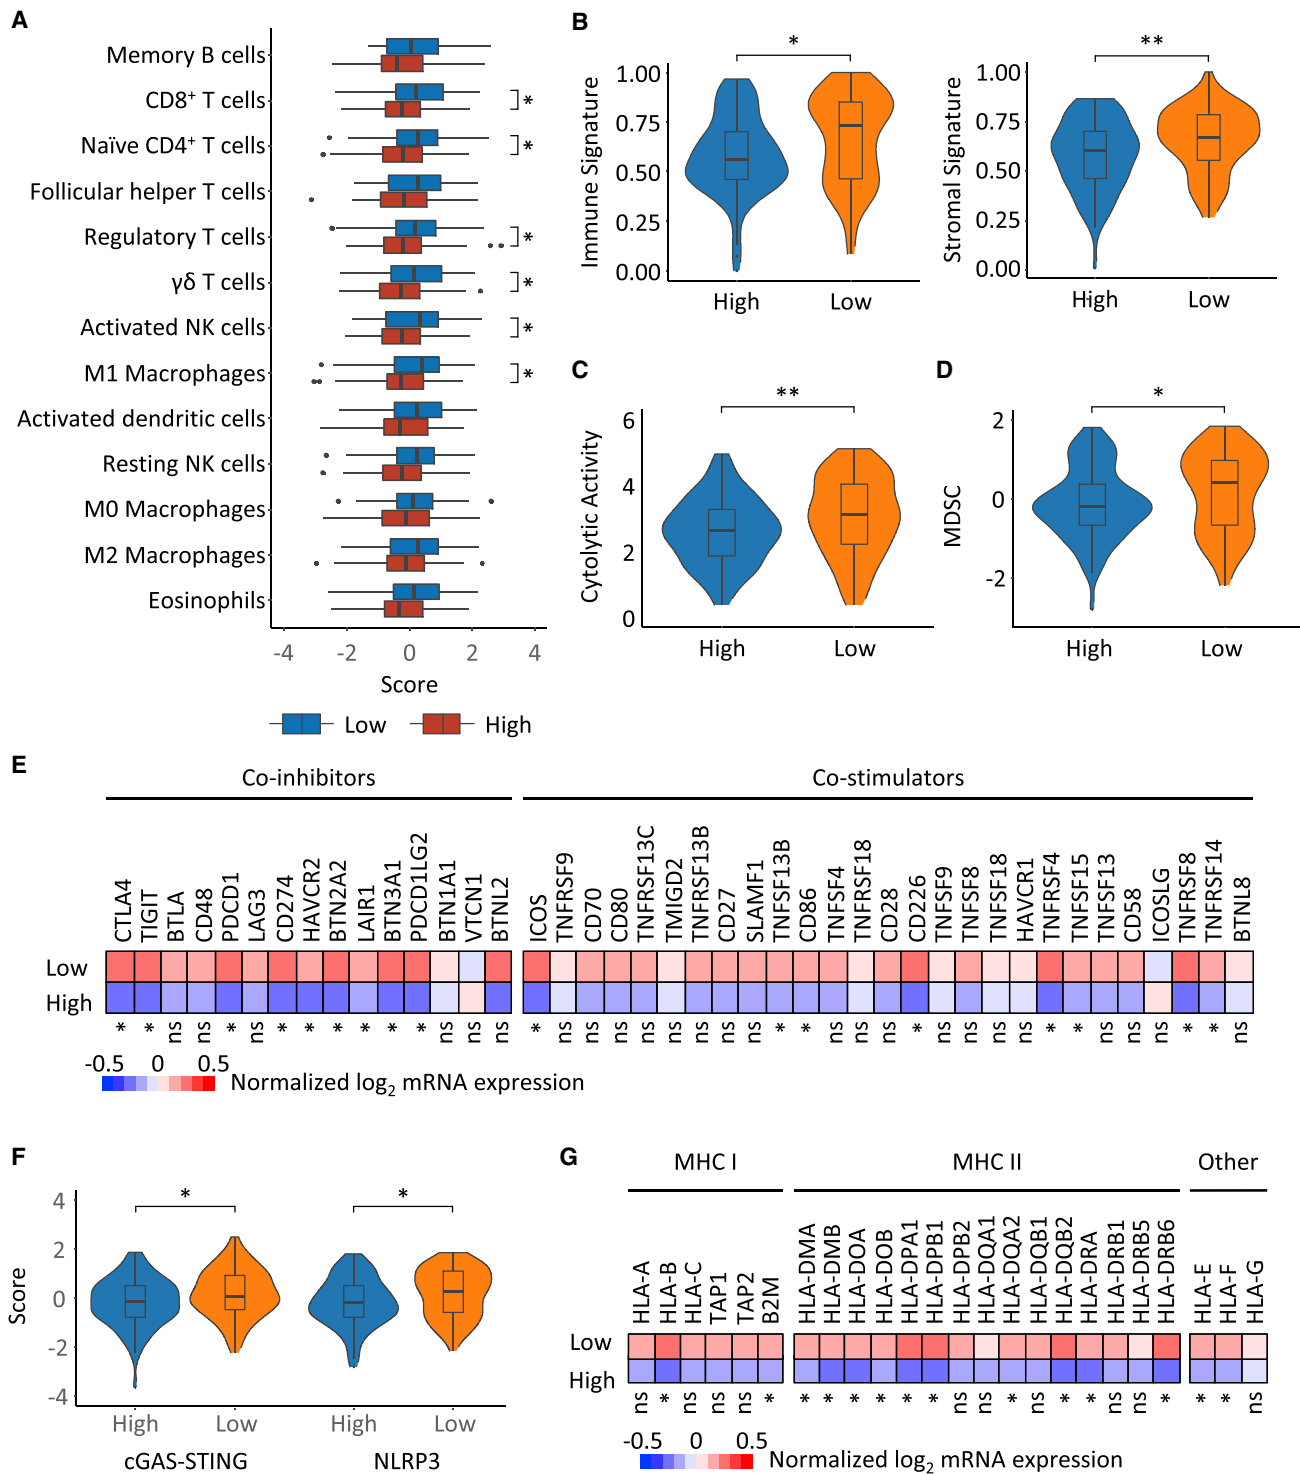 A
Memory B cells
CD8+ T cells
*
Naïve CD4+ T cells
*
Follicular helper T cells
Regulatory T cells
*
γδ T cells
*
Activated NK cells
*
M1 Macrophages
*
Activated dendritic cells
Resting NK cells
M0 Macrophages
M2 Macrophages
Eosinophils
-4 -2 0 2 4
Score
Low High
B
*
Immune Signature
1.00
0.75
0.50
0.25
0.00
High Low
**
Stromal Signature
1.00
0.75
0.50
0.25
0.00
High Low
C
**
Cytolytic Activity
6
4
2
0
High Low
D
*
MDSC
2
0
-2
High Low
E
Co-inhibitors Co-stimulators
CTLA4 TIGIT BTLA CD48 PDCD1 LAG3 CD274 HAVCR2 BTN2A2 LAIR1 BTN3A1 PDCD1LG2 BTN1A1 VTCN1 BTNL2 ICOS TNFRSF9 CD70 CD80 TNFRSF13C TMIGD2 TNFRSF13B CD27 SLAMF1 TNFSF13B CD86 TNFSF4 TNFRSF18 CD28 CD226 TNFSF9 TNFSF8 TNFSF18 HAVCR1 TNFRSF4 TNFSF15 TNFSF13 CD58 ICOSLG TNFRSF8 TNFRSF14 BTNL8
Low
High
* * ns ns * ns * * * * * * ns ns ns * ns ns ns ns ns ns ns ns * * ns ns ns * ns ns ns ns * * ns ns ns * * ns
-0.5 0 0.5
Normalized log2 mRNA expression
F
* *
Score
4
2
0
-2
-4
High Low High Low
cGAS-STING NLRP3
G
MHC I MHC II Other
HLA-A HLA-B HLA-C TAP1 TAP2 B2M HLA-DMA HLA-DMB HLA-DOA HLA-DOB HLA-DPA1 HLA-DPB1 HLA-DPB2 HLA-DQA1 HLA-DQA2 HLA-DQB1 HLA-DQB2 HLA-DRA HLA-DRB1 HLA-DRB5 HLA-DRB6 HLA-E HLA-F HLA-G
Low
High
ns * ns ns ns * * * * * * * ns ns * ns * * ns ns * * * ns
-0.5 0 0.5
Normalized log2 mRNA expression